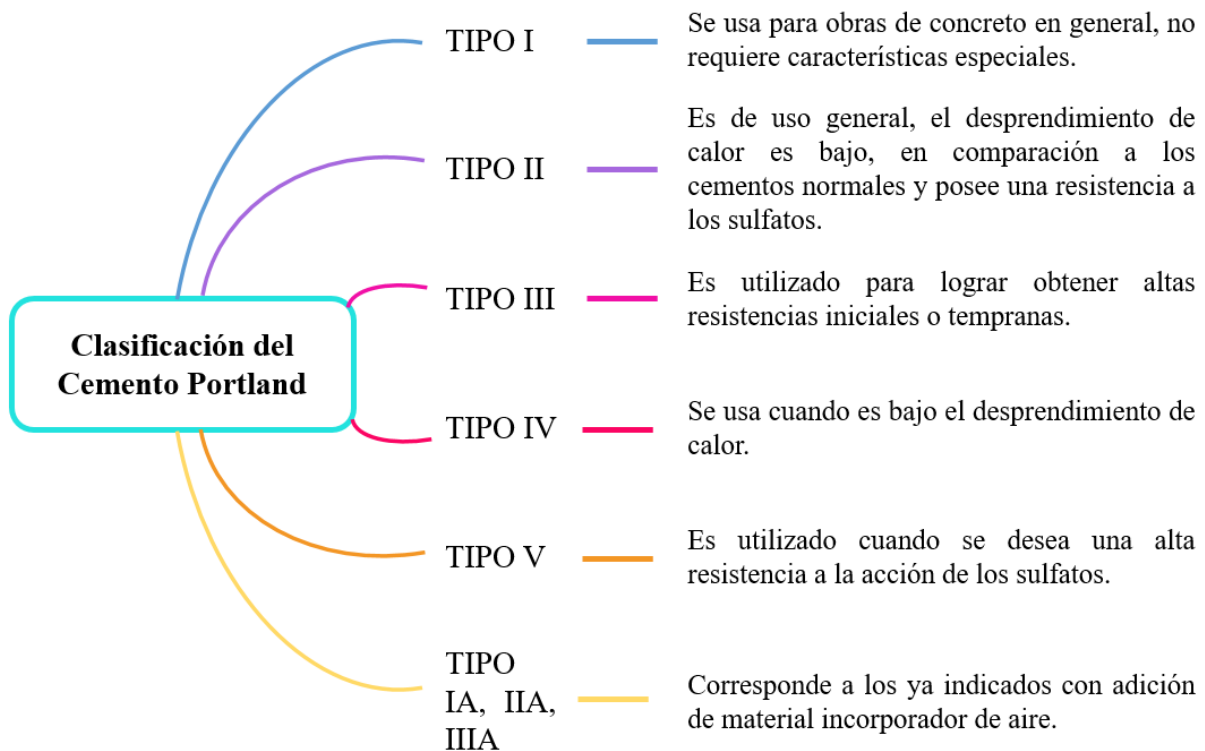 Clasificación del
Cemento Portland
TIPO I
Se usa para obras de concreto en general, no
requiere características especiales.
TIPO II
Es de uso general, el desprendimiento de
calor es bajo, en comparación a los
cementos normales y posee una resistencia a
los sulfatos.
TIPO III
Es utilizado para lograr obtener altas
resistencias iniciales o tempranas.
TIPO IV
Se usa cuando es bajo el desprendimiento de
calor.
TIPO V
Es utilizado cuando se desea una alta
resistencia a la acción de los sulfatos.
TIPO
IA, IIA,
IIIA
Corresponde a los ya indicados con adición
de material incorporador de aire.